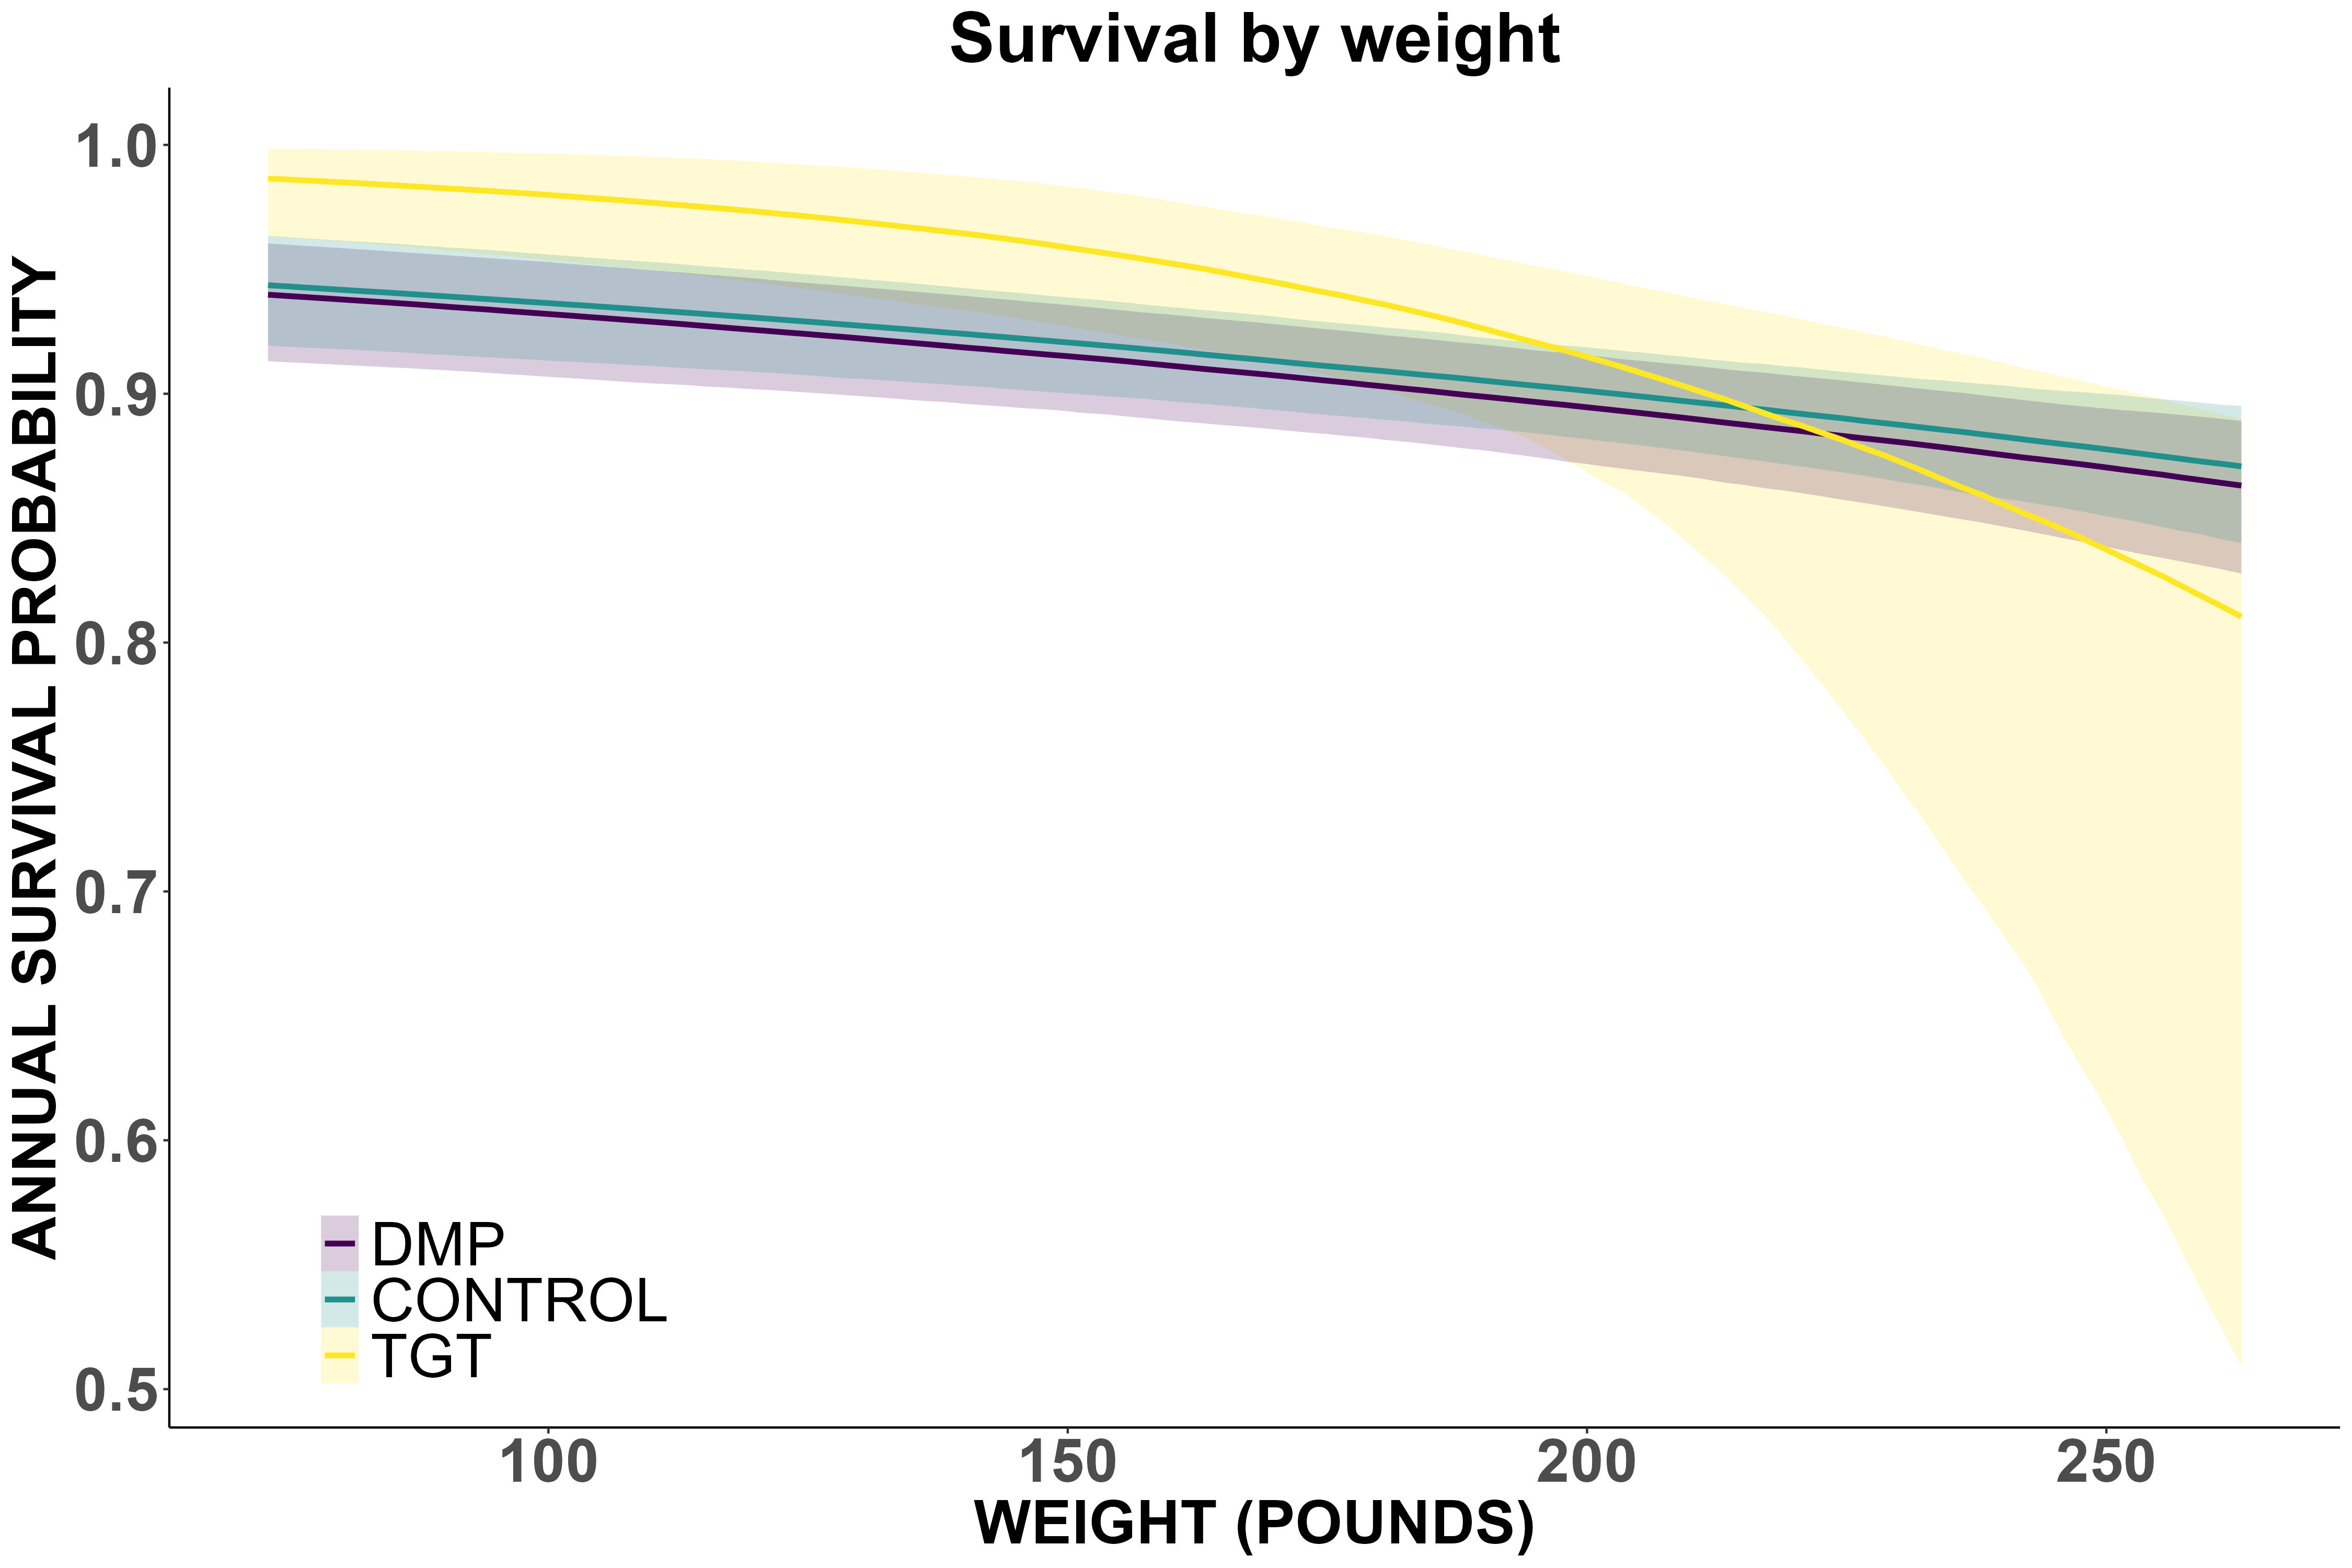 Survival by weight
ANNUAL SURVIVAL PROBABILITY
1.0
0.9
0.8
0.7
0.6
0.5
DMP
CONTROL
TGT
100 150 200 250
WEIGHT (POUNDS)